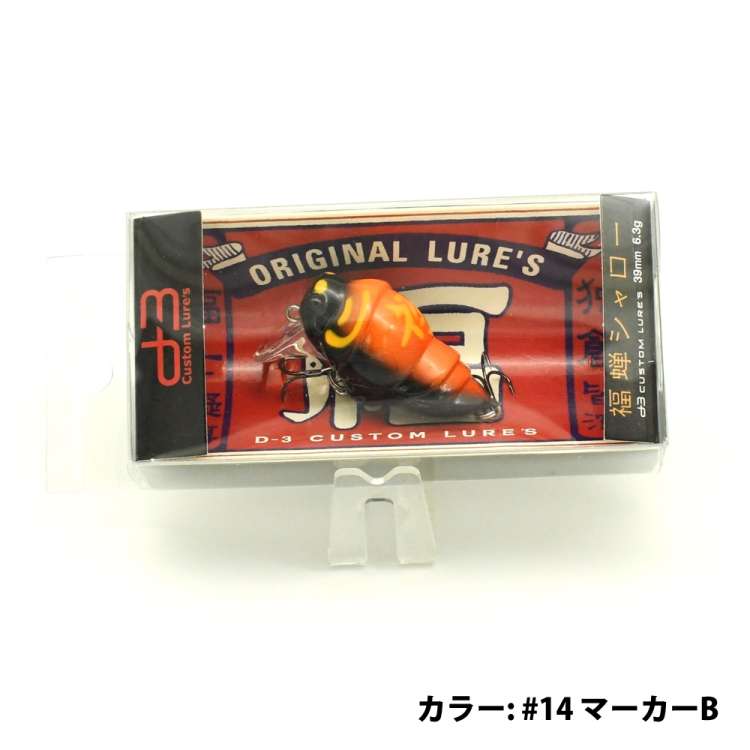 d3
Custom Lure's
ORIGINAL LURE'S
D-3 CUSTOM LURE'S
福蝉シャロー
d3 CUSTOM LURE'S 39mm 6.3g
カラー: #14 マーカーB